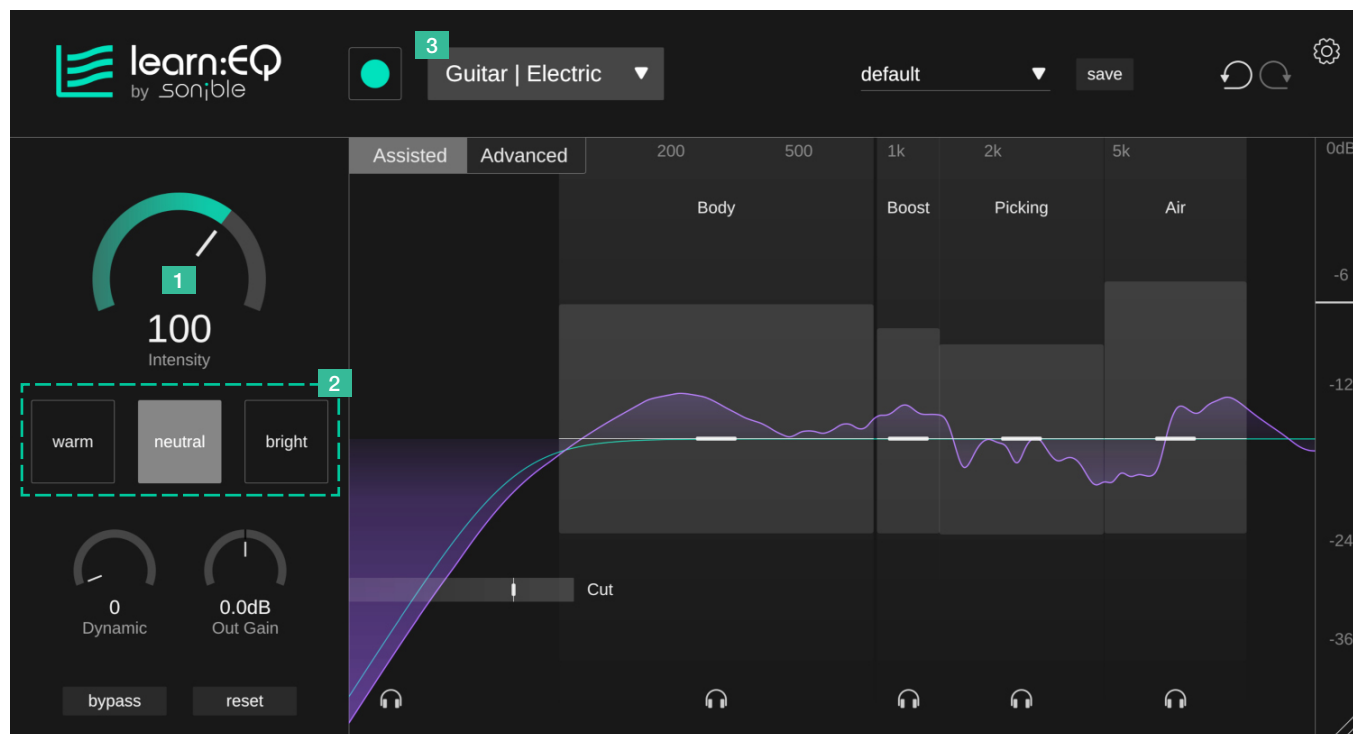 learn:EQ
by sonible
3
Guitar | Electric
default
save
Assisted
Advanced
200
500
1k
2k
5k
0dB
Body
Boost
Picking
Air
1
100
Intensity
2
warm
neutral
bright
-6
-12
-24
-36
Cut
0
Dynamic
0.0dB
Out Gain
bypass
reset